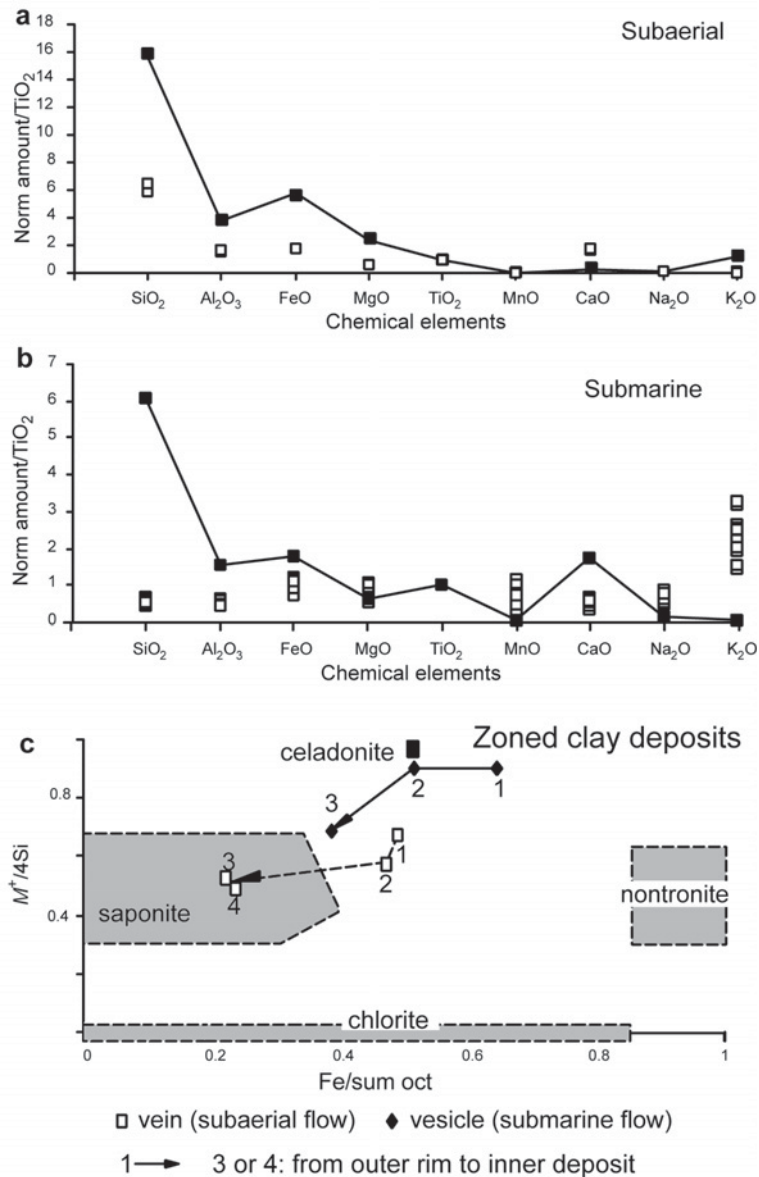 a
Subaerial
Norm amount/TiO₂
18
16
14
12
10
8
6
4
2
0
SiO₂ Al₂O₃ FeO MgO TiO₂ MnO CaO Na₂O K₂O
Chemical elements
b
Submarine
Norm amount/TiO₂
7
6
5
4
3
2
1
0
SiO₂ Al₂O₃ FeO MgO TiO₂ MnO CaO Na₂O K₂O
Chemical elements
c
Zoned clay deposits
celadonite
M⁺/4Si
0.8
0.4
3 2 1
1
2
3
4
saponite
nontronite
chlorite
0 0.2 0.4 0.6 0.8 1
Fe/sum oct
vein (subaerial flow) vesicle (submarine flow)
1 3 or 4: from outer rim to inner deposit